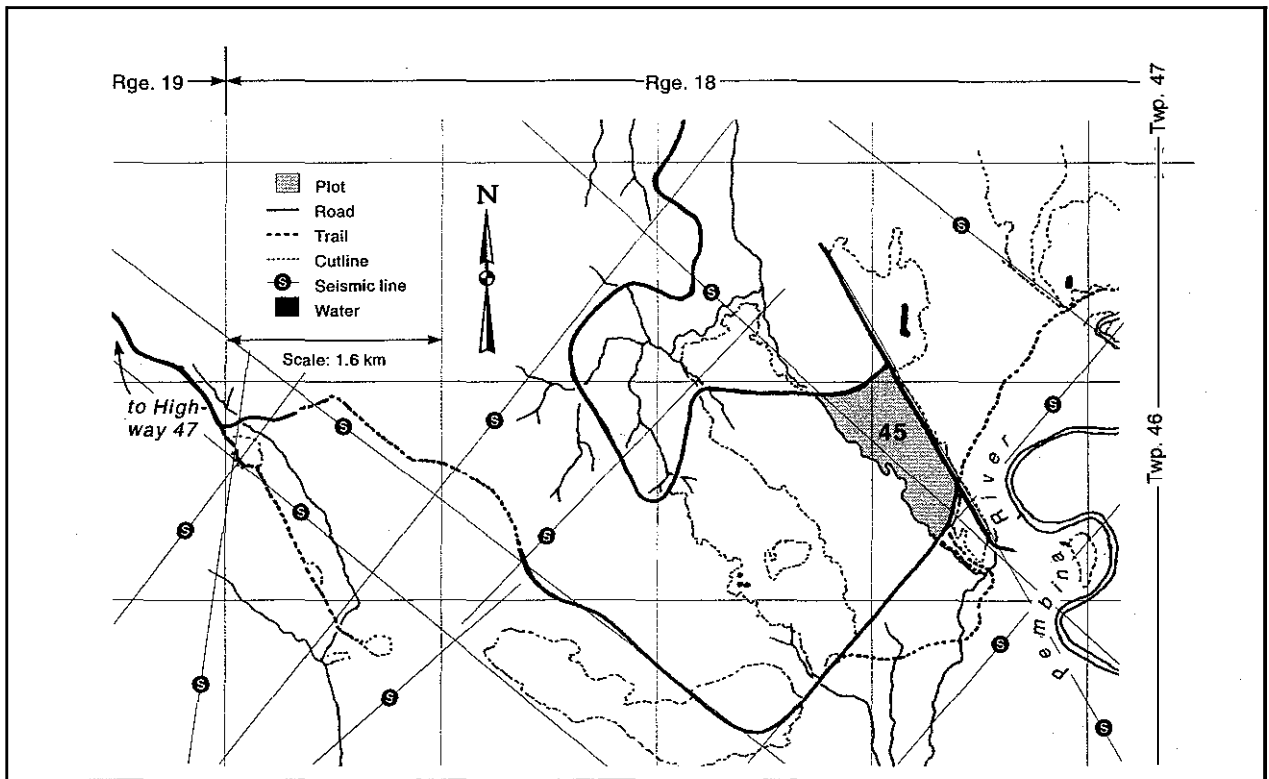 Rge. 19
Rge. 18
Twp. 47
Twp. 46
Plot
Road
Trail
Cutline
S Seismic line
Water
N
Scale: 1.6 km
to High-
way 47
45
Pembina River
S
S
S
S
S
S
S
S
S
S
S
S
S